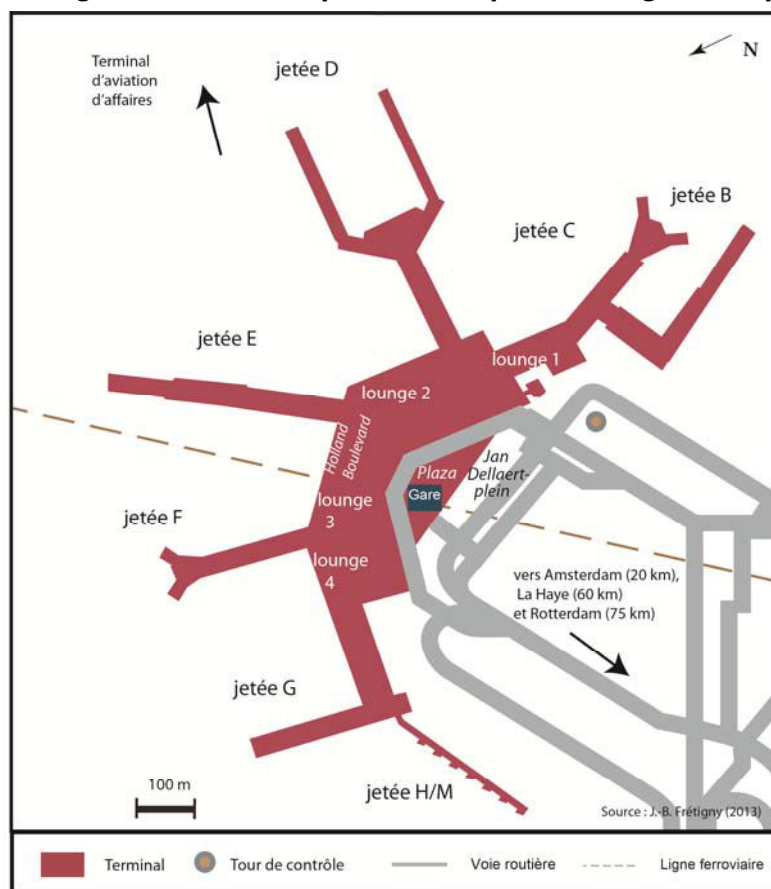 Terminal
d'aviation
d'affaires
jetée D
N
jetée B
jetée C
jetée E
lounge 1
lounge 2
Holland
Boulevard
Plaza
Jan
Dellaert-
plein
Gare
lounge
3
jetée F
lounge
4
vers Amsterdam (20 km),
La Haye (60 km)
et Rotterdam (75 km)
jetée G
100 m
jetée H/M
Source : J.-B. Frétigny (2013)
Terminal
Tour de contrôle
Voie routière
Ligne ferroviaire